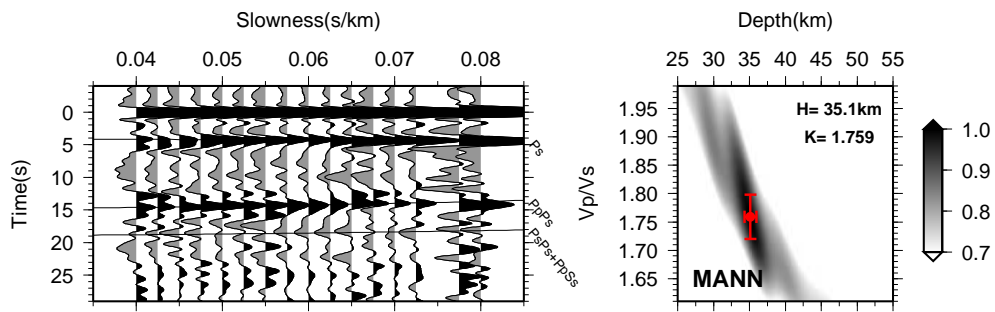 Slowness(s/km)
0.04 0.05 0.06 0.07 0.08
Time(s)
0
5
10
15
20
25
Ps
PpPs
PsPs+PpSs
Depth(km)
25 30 35 40 45 50 55
Vp/Vs
1.95
1.90
1.85
1.80
1.75
1.70
1.65
H= 35.1km
K= 1.759
MANN
1.0
0.9
0.8
0.7